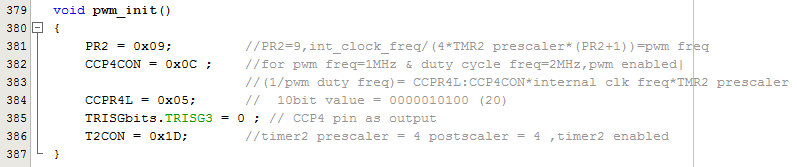 379 void pwm_init()
380 {
381 PR2 = 0x09; //PR2=9,int_clock_freq/(4*TMR2 prescaler*(PR2+1))=pwm freq
382 CCP4CON = 0x0C ; //for pwm freq=1MHz & duty cycle freq=2MHz,pwm enabled|
383 //(1/pwm duty freq)= CCPR4L:CCP4CON*internal clk freq*TMR2 prescaler
384 CCPR4L = 0x05; // 10bit value = 0000010100 (20)
385 TRISGbits.TRISG3 = 0 ; // CCP4 pin as output
386 T2CON = 0x1D; //timer2 prescaler = 4 postscaler = 4 ,timer2 enabled
387 }